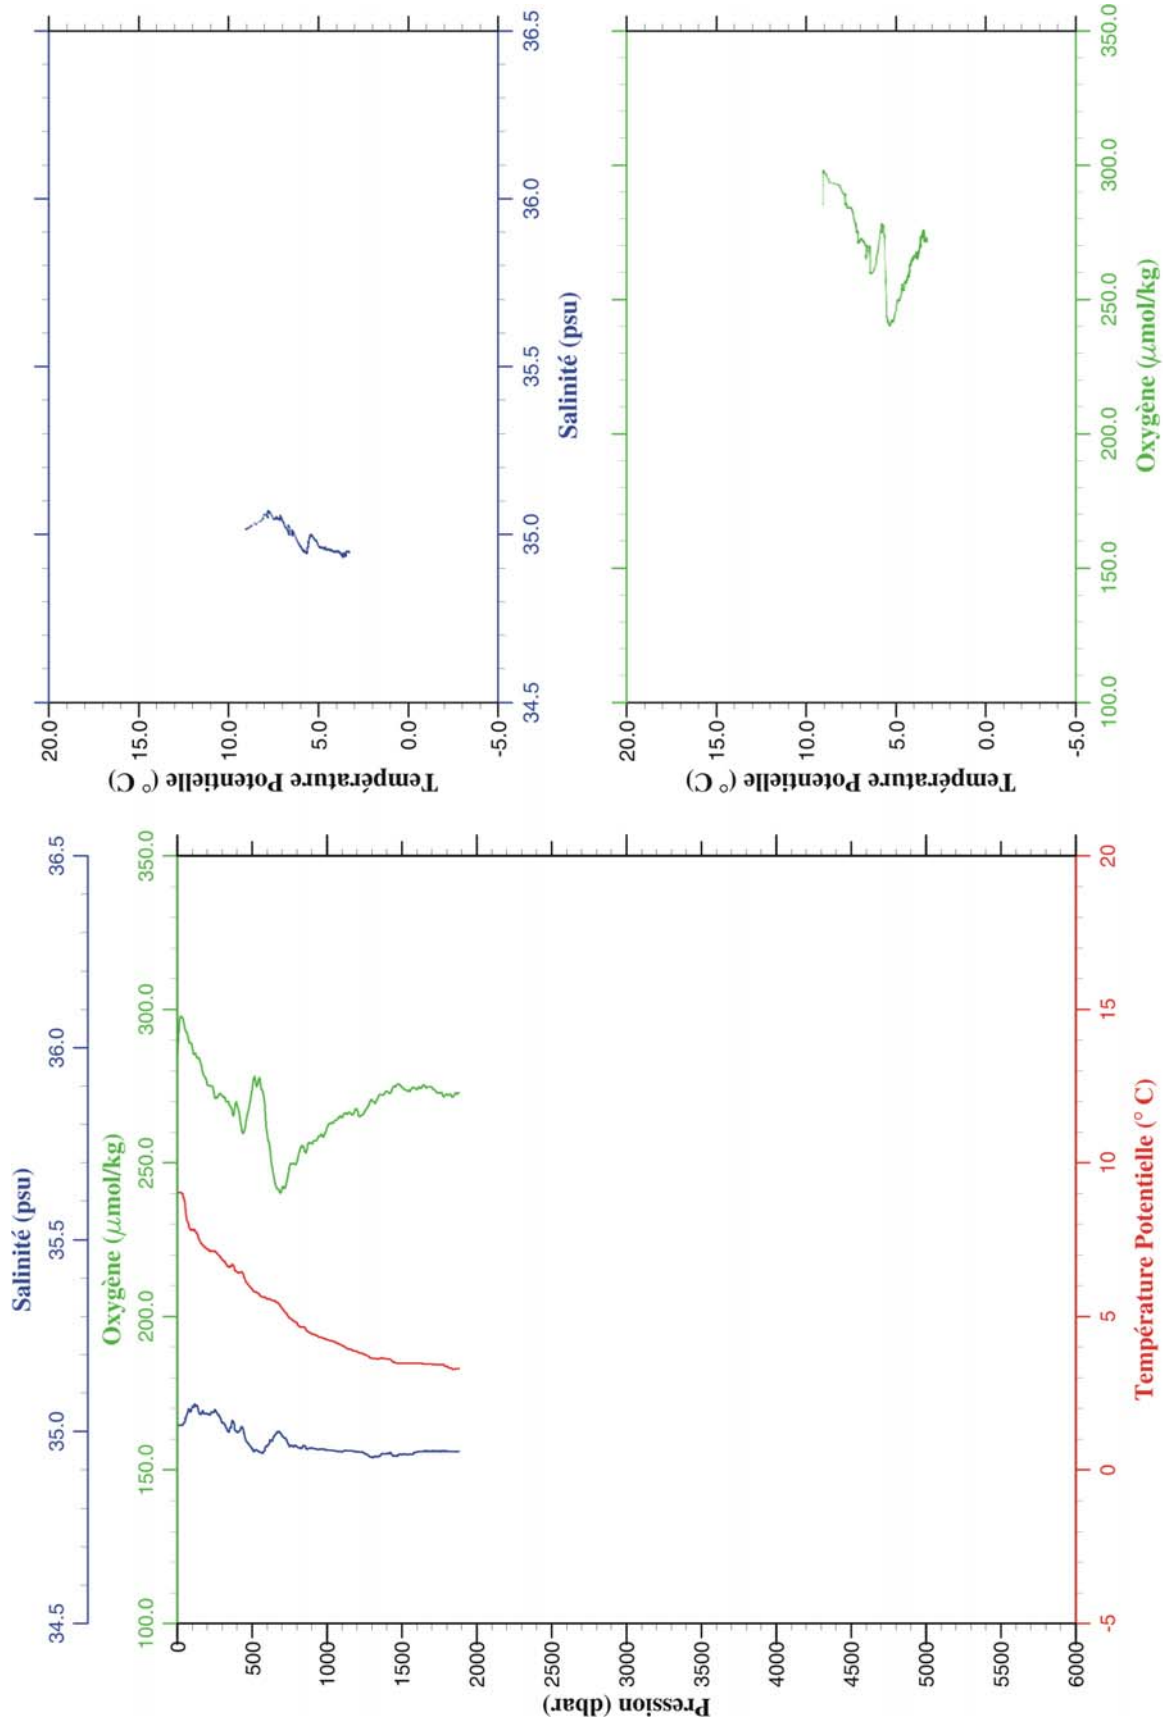 Salinité (psu)
34.5 35.0 35.5 36.0 36.5
Oxygène (µmol/kg)
100.0 150.0 200.0 250.0 300.0 350.0
Pression (dbar)
0
500
1000
1500
2000
2500
3000
3500
4000
4500
5000
5500
6000
-5 0 5 10 15 20
Température Potentielle (° C)
Température Potentielle (° C)
20.0
15.0
10.0
5.0
0.0
-5.0
34.5 35.0 35.5 36.0 36.5
Salinité (psu)
Température Potentielle (° C)
20.0
15.0
10.0
5.0
0.0
-5.0
100.0 150.0 200.0 250.0 300.0 350.0
Oxygène (µmol/kg)